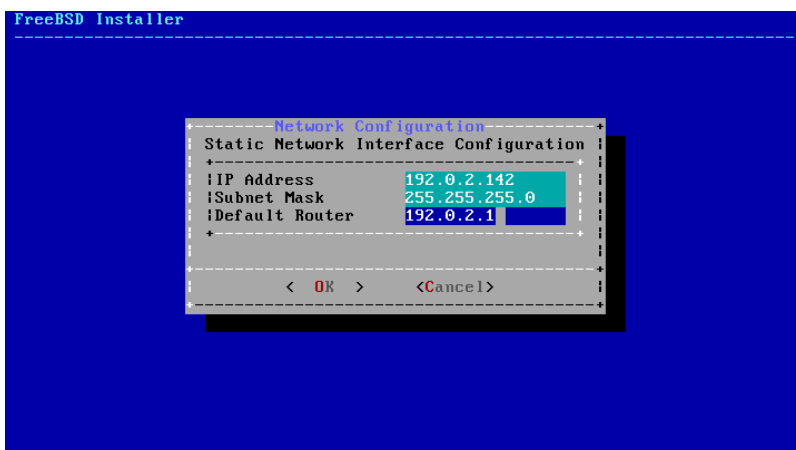 FreeBSD Installer
Network Configuration
Static Network Interface Configuration
IP Address 192.0.2.142
Subnet Mask 255.255.255.0
Default Router 192.0.2.1
< OK > <Cancel>